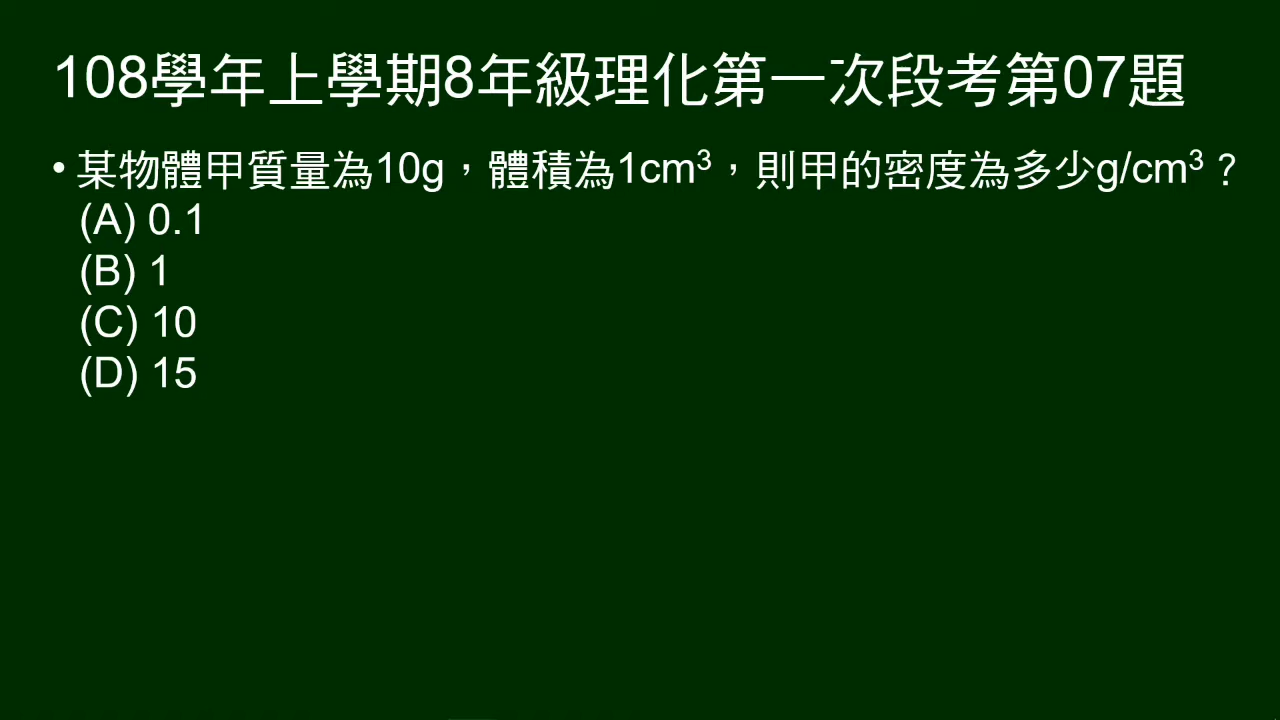 108學年上學期8年級理化第一次段考第07題
• 某物體甲質量為10g，體積為1cm³，則甲的密度為多少g/cm³？
(A) 0.1
(B) 1
(C) 10
(D) 15